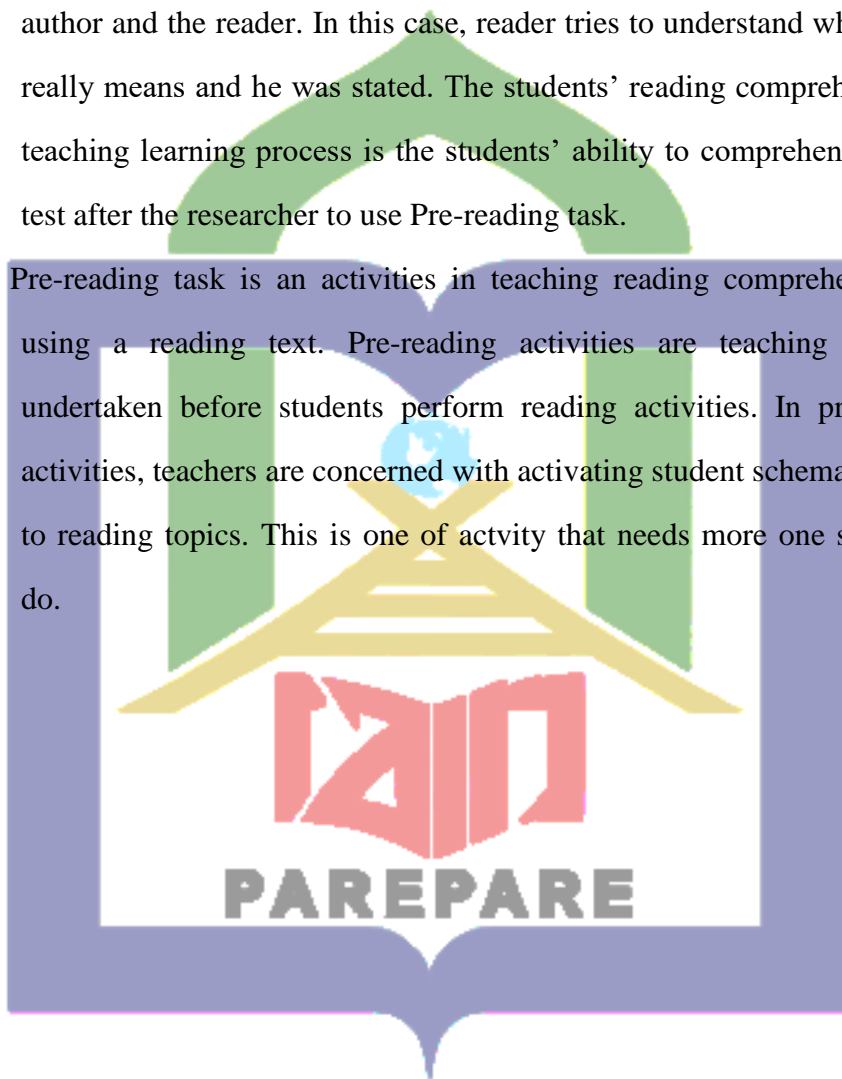 author and the reader. In this case, reader tries to understand wh
really means and he was stated. The students’ reading compreh
teaching learning process is the students’ ability to comprehen
test after the researcher to use Pre-reading task.
Pre-reading task is an activities in teaching reading comprehe
using a reading text. Pre-reading activities are teaching
undertaken before students perform reading activities. In pr
activities, teachers are concerned with activating student schema
to reading topics. This is one of actvity that needs more one s
do.
iain
PAREPARE